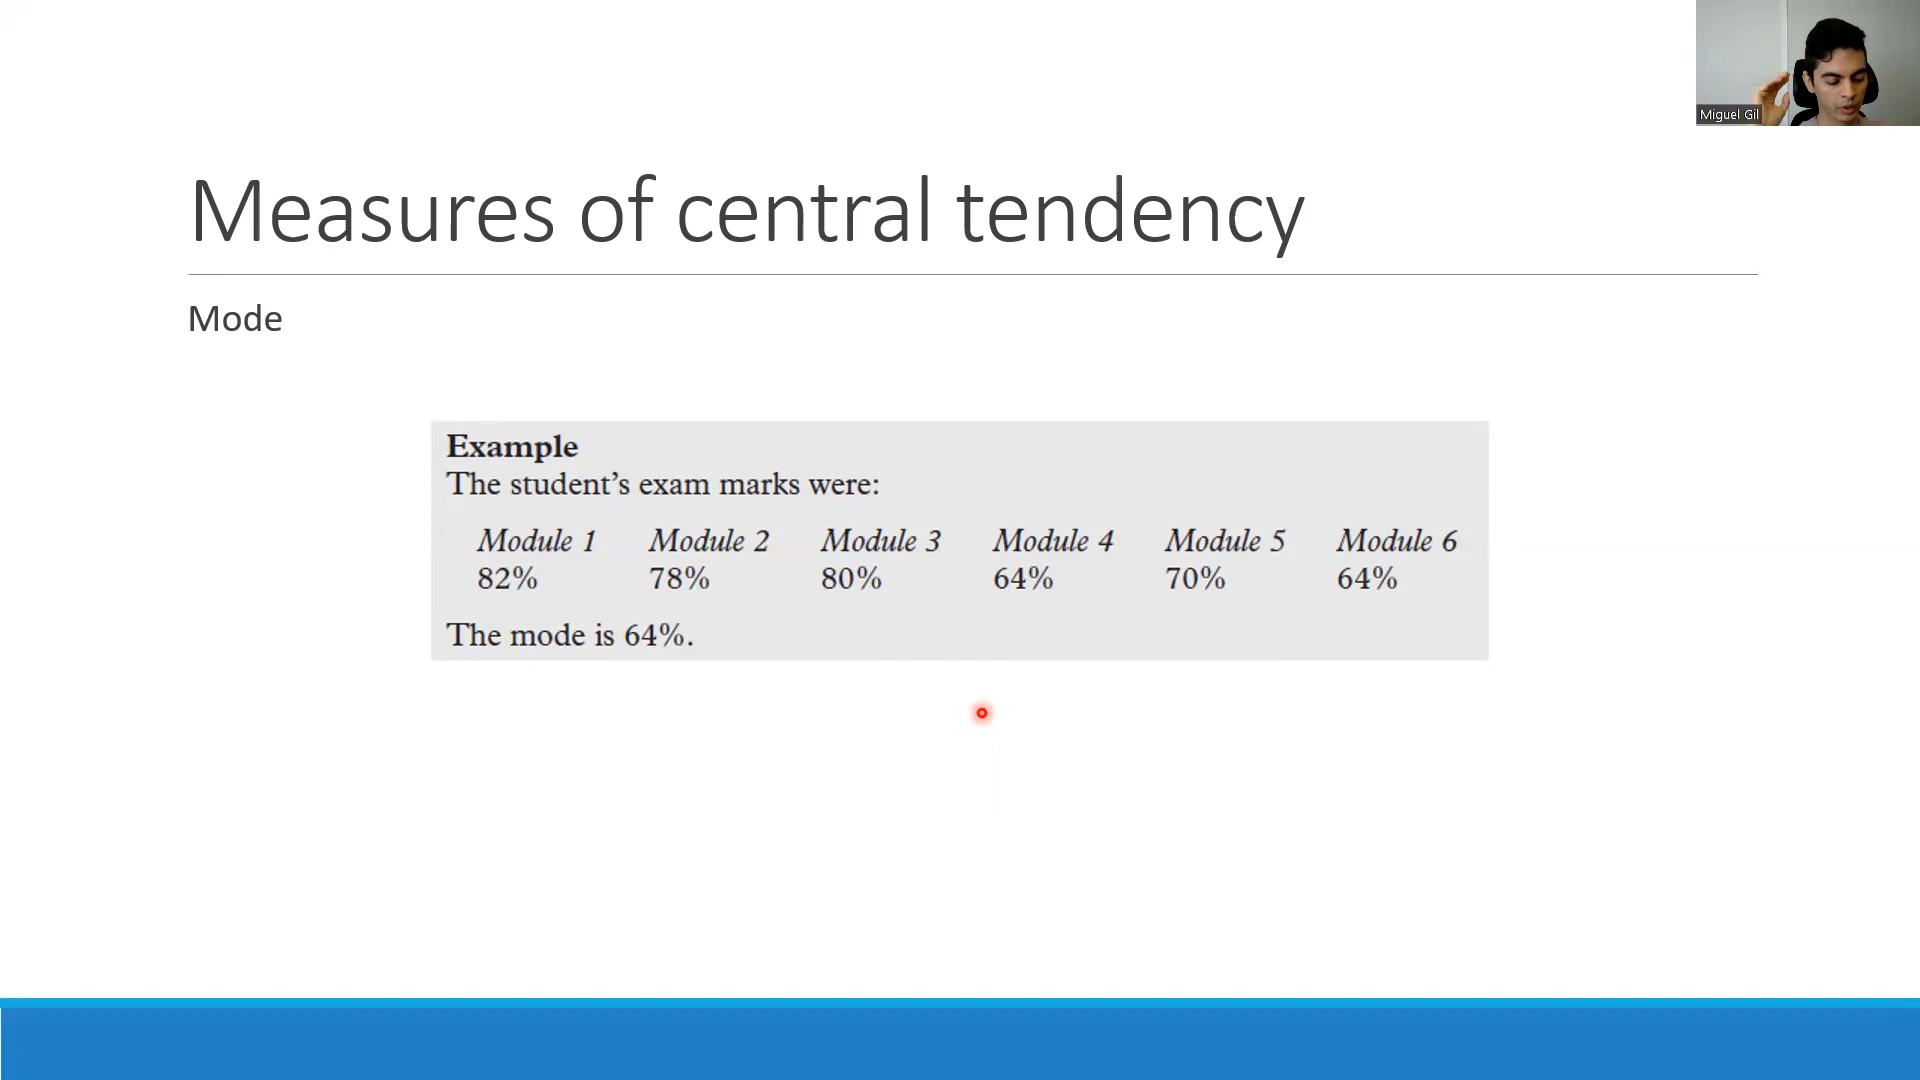 Miguel Gil
Measures of central tendency
Mode
Example
The student’s exam marks were:
Module 1 Module 2 Module 3 Module 4 Module 5 Module 6
82% 78% 80% 64% 70% 64%
The mode is 64%.